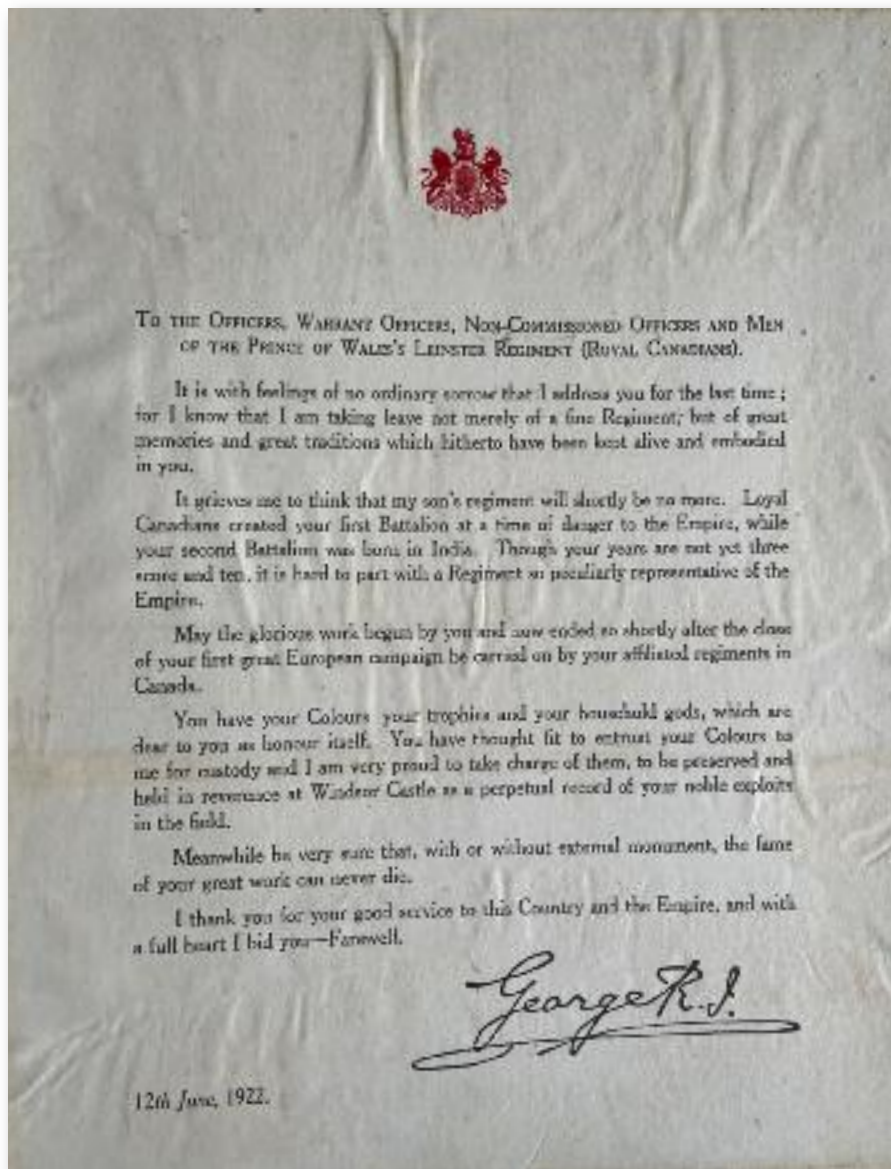 To the Officers, Warrant Officers, Non-Commissioned Officers and Men
of the Prince of Wales's Leinster Regiment (Royal Canadians).
It is with feelings of no ordinary sorrow that I address you for the last time ;
for I know that I am taking leave not merely of a fine Regiment, but of great
memories and great traditions which hitherto have been kept alive and embodied
in you.
It grieves me to think that my son's regiment will shortly be no more. Loyal
Canadians created your first Battalion at a time of danger to the Empire, while
your second Battalion was born in India. Though your years are not yet three
score and ten, it is hard to part with a Regiment so peculiarly representative of the
Empire.
May the glorious work begun by you and now ended so shortly after the close
of your first great European campaign be carried on by your affiliated regiments in
Canada.
You have your Colours your trophies and your household gods, which are
dear to you as honour itself. You have thought fit to entrust your Colours to
me for custody and I am very proud to take charge of them, to be preserved and
held in reverence at Windsor Castle as a perpetual record of your noble exploits
in the field.
Meanwhile be very sure that, with or without external monument, the fame
of your great work can never die.
I thank you for your good service to this Country and the Empire, and with
a full heart I bid you—Farewell.
George R.I.
12th June, 1922.